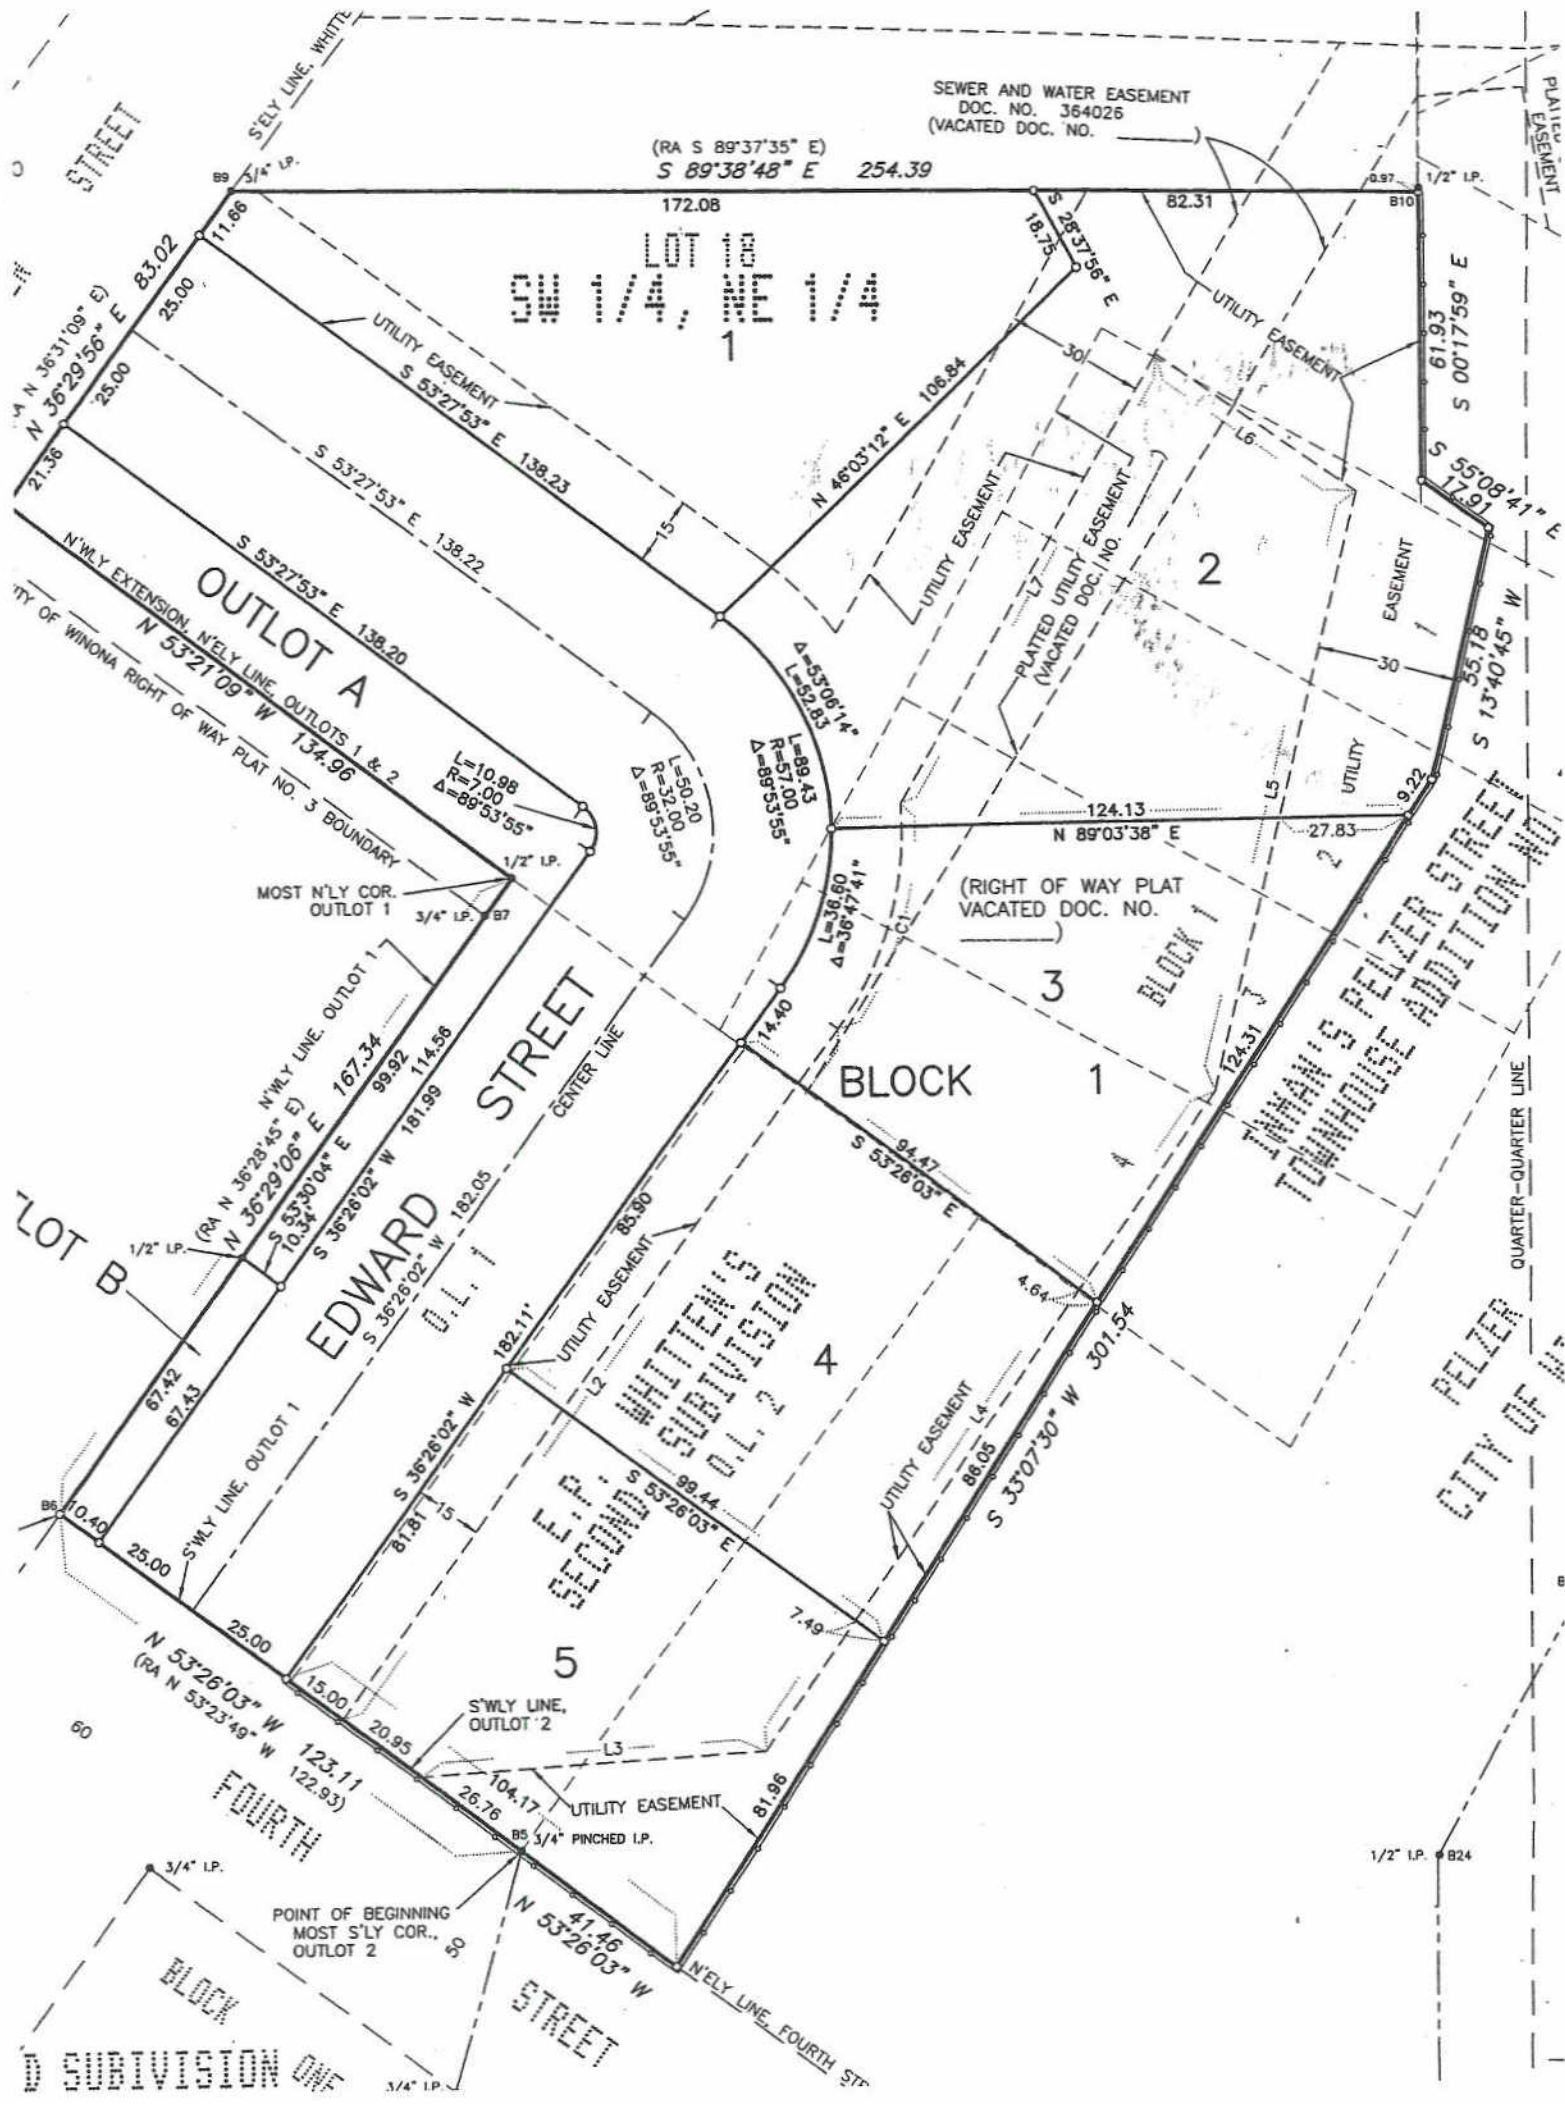 STREET
S'ELY LINE, WHITTE
SEWER AND WATER EASEMENT
DOC. NO. 364026
(VACATED DOC. NO. ______)
PLATTED
EASEMENT
(RA S 89°37'35" E)
S 89°38'48" E 254.39
B9 3/4" I.P.
0.97
1/2" I.P.
B10
172.08
82.31
11.66
S 28°37'56" E
18.75
LOT 18
SW 1/4, NE 1/4
1
83.02
N 36°29'56" E
N 36°31'09" E)
25.00
25.00
21.36
UTILITY EASEMENT
S 53°27'53" E 138.23
S 53°27'53" E 138.22
S 53°27'53" E 138.20
15
N 46°03'12" E 106.84
30
UTILITY EASEMENT
61.93
S 00°17'59" E
L6
S 55°08'41" E
17.91
UTILITY EASEMENT
L7
PLATTED UTILITY EASEMENT
(VACATED DOC. NO. ______)
2
EASEMENT
1
30
55.18
S 13°40'45" W
UTILITY
L5
9.22
OUTLOT A
N'WLY EXTENSION, N'ELY LINE, OUTLOTS 1 & 2
N 53°21'09" W 134.96
CITY OF WINONA RIGHT OF WAY PLAT NO. 3 BOUNDARY
L=10.98
R=7.00
Δ=89°53'55"
L=50.20
R=32.00
Δ=89°53'55"
Δ=53°06'14"
L=52.83
L=89.43
R=57.00
Δ=89°53'55"
124.13
N 89°03'38" E
27.83
2
1/2" I.P.
MOST N'LY COR.
OUTLOT 1
3/4" I.P. B7
L=36.60
Δ=36°47'41"
C1
(RIGHT OF WAY PLAT
VACATED DOC. NO.
______)
3
BLOCK 1
3
TOWNHOUSE ADDITION NO
QUARTER-QUARTER LINE
N'WLY LINE, OUTLOT 1
(RA N 36°28'45" E)
N 36°29'06" E 167.34
99.92
114.56
181.99
S 36°26'02" W
S 53°30'04" E
10.34
14.40
BLOCK 1
124.31
4
94.47
S 53°26'03" E
EDWARD STREET
CENTER LINE
S 36°26'02" W 182.05
O.L. 1
85.90
UTILITY EASEMENT
182.11'
LOT B
1/2" I.P.
67.42
67.43
L2
4
4.64
301.54
S 33°07'30" W
WHITTEN'S
SUBDIVISION
O.L. 2
E.P.
SECOND
L4
UTILITY EASEMENT
86.05
PELZER
CITY OF
S 36°26'02" W
81.81
15
99.44
S 53°26'03" E
7.49
B6
10.40
25.00
25.00
S'WLY LINE, OUTLOT 1
N 53°26'03" W 123.11
(RA N 53°23'49" W 122.93)
60
FOURTH
5
15.00
20.95
S'WLY LINE,
OUTLOT 2
L3
104.17
26.76
UTILITY EASEMENT
81.96
B5 3/4" PINCHED I.P.
3/4" I.P.
1/2" I.P. B24
POINT OF BEGINNING
MOST S'LY COR.,
OUTLOT 2
50
41.46
N 53°26'03" W
BLOCK
ONE
STREET
N'ELY LINE, FOURTH STR
D SUBIVISION
3/4" I.P.